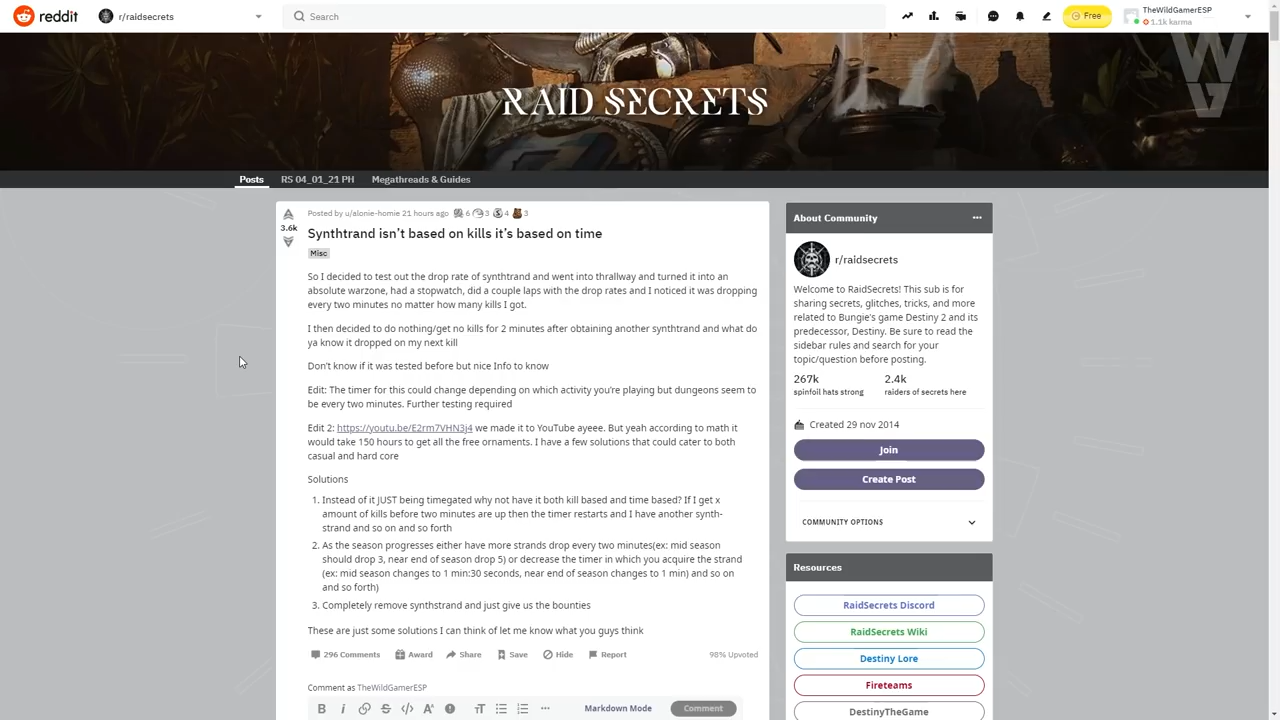 reddit
r/raidsecrets
Search
Free
TheWildGamerESP
1.1k karma
RAID SECRETS
Posts
RS 04_01_21 PH
Megathreads & Guides
Posted by u/alonie-homie 21 hours ago 6 3 4 3
3.6k
Synthtrand isn't based on kills it's based on time
Misc
So I decided to test out the drop rate of synthtrand and went into thrallway and turned it into an
absolute warzone, had a stopwatch, did a couple laps with the drop rates and I noticed it was dropping
every two minutes no matter how many kills I got.
I then decided to do nothing/get no kills for 2 minutes after obtaining another synthtrand and what do
ya know it dropped on my next kill
Don't know if it was tested before but nice Info to know
Edit: The timer for this could change depending on which activity you're playing but dungeons seem to
be every two minutes. Further testing required
Edit 2: https://youtu.be/E2rm7VHN3j4 we made it to YouTube ayeee. But yeah according to math it
would take 150 hours to get all the free ornaments. I have a few solutions that could cater to both
casual and hard core
Solutions
1. Instead of it JUST being timegated why not have it both kill based and time based? If I get x
amount of kills before two minutes are up then the timer restarts and I have another synth-
strand and so on and so forth
2. As the season progresses either have more strands drop every two minutes(ex: mid season
should drop 3, near end of season drop 5) or decrease the timer in which you acquire the strand
(ex: mid season changes to 1 min:30 seconds, near end of season changes to 1 min) and so on
and so forth)
3. Completely remove synthstrand and just give us the bounties
These are just some solutions I can think of let me know what you guys think
296 Comments
Award
Share
Save
Hide
Report
98% Upvoted
Comment as TheWildGamerESP
Markdown Mode
Comment
About Community
r/raidsecrets
Welcome to RaidSecrets! This sub is for
sharing secrets, glitches, tricks, and more
related to Bungie's game Destiny 2 and its
predecessor, Destiny. Be sure to read the
sidebar rules and search for your
topic/question before posting.
267k
2.4k
spinfoil hats strong
raiders of secrets here
Created 29 nov 2014
Join
Create Post
COMMUNITY OPTIONS
Resources
RaidSecrets Discord
RaidSecrets Wiki
Destiny Lore
Fireteams
DestinyTheGame